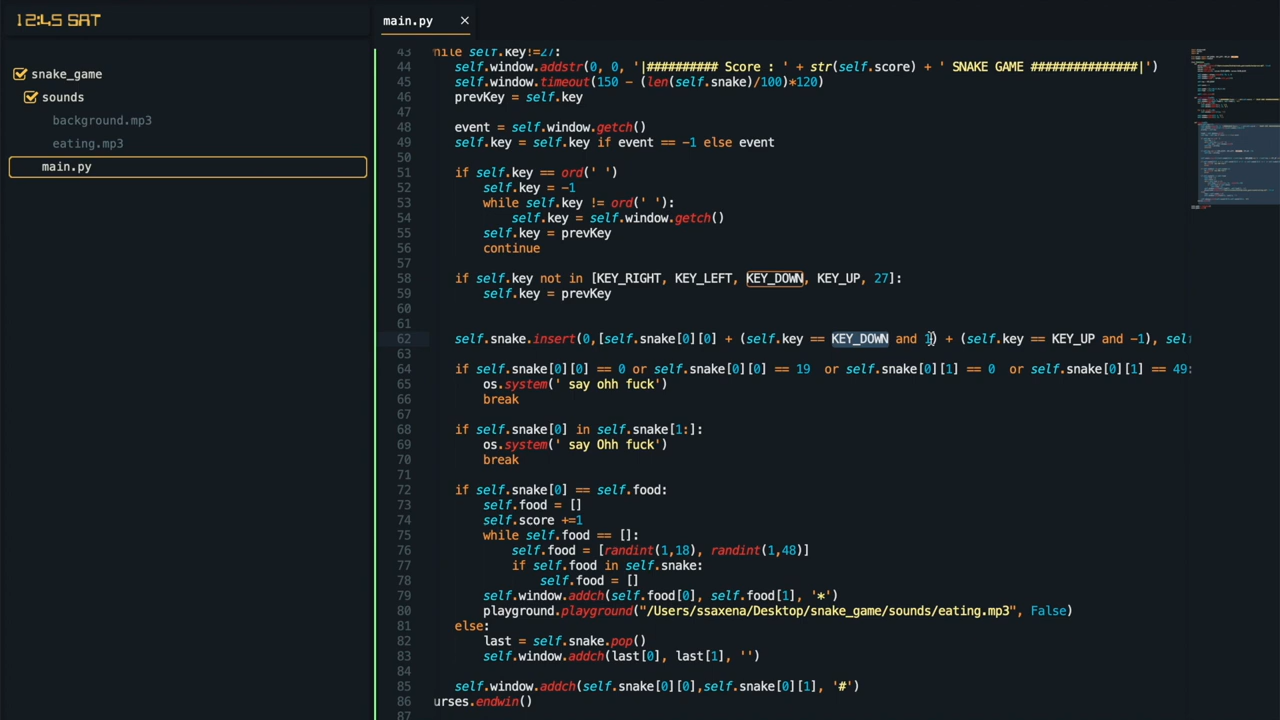 12:45 SAT
snake_game
sounds
background.mp3
eating.mp3
main.py
main.py ×
43 hile self.key!=27:
44 self.window.addstr(0, 0, '|########## Score : ' + str(self.score) + ' SNAKE GAME ###############|')
45 self.window.timeout(150 - (len(self.snake)/100)*120)
46 prevKey = self.key
47
48 event = self.window.getch()
49 self.key = self.key if event == -1 else event
50
51 if self.key == ord(' ')
52 self.key = -1
53 while self.key != ord(' '):
54 self.key = self.window.getch()
55 self.key = prevKey
56 continue
57
58 if self.key not in [KEY_RIGHT, KEY_LEFT, KEY_DOWN, KEY_UP, 27]:
59 self.key = prevKey
60
61
62 self.snake.insert(0,[self.snake[0][0] + (self.key == KEY_DOWN and 1) + (self.key == KEY_UP and -1), sel
63
64 if self.snake[0][0] == 0 or self.snake[0][0] == 19 or self.snake[0][1] == 0 or self.snake[0][1] == 49:
65 os.system(' say ohh fuck')
66 break
67
68 if self.snake[0] in self.snake[1:]:
69 os.system(' say Ohh fuck')
70 break
71
72 if self.snake[0] == self.food:
73 self.food = []
74 self.score +=1
75 while self.food == []:
76 self.food = [randint(1,18), randint(1,48)]
77 if self.food in self.snake:
78 self.food = []
79 self.window.addch(self.food[0], self.food[1], '*')
80 playground.playground("/Users/ssaxena/Desktop/snake_game/sounds/eating.mp3", False)
81 else:
82 last = self.snake.pop()
83 self.window.addch(last[0], last[1], '')
84
85 self.window.addch(self.snake[0][0],self.snake[0][1], '#')
86 urses.endwin()
87